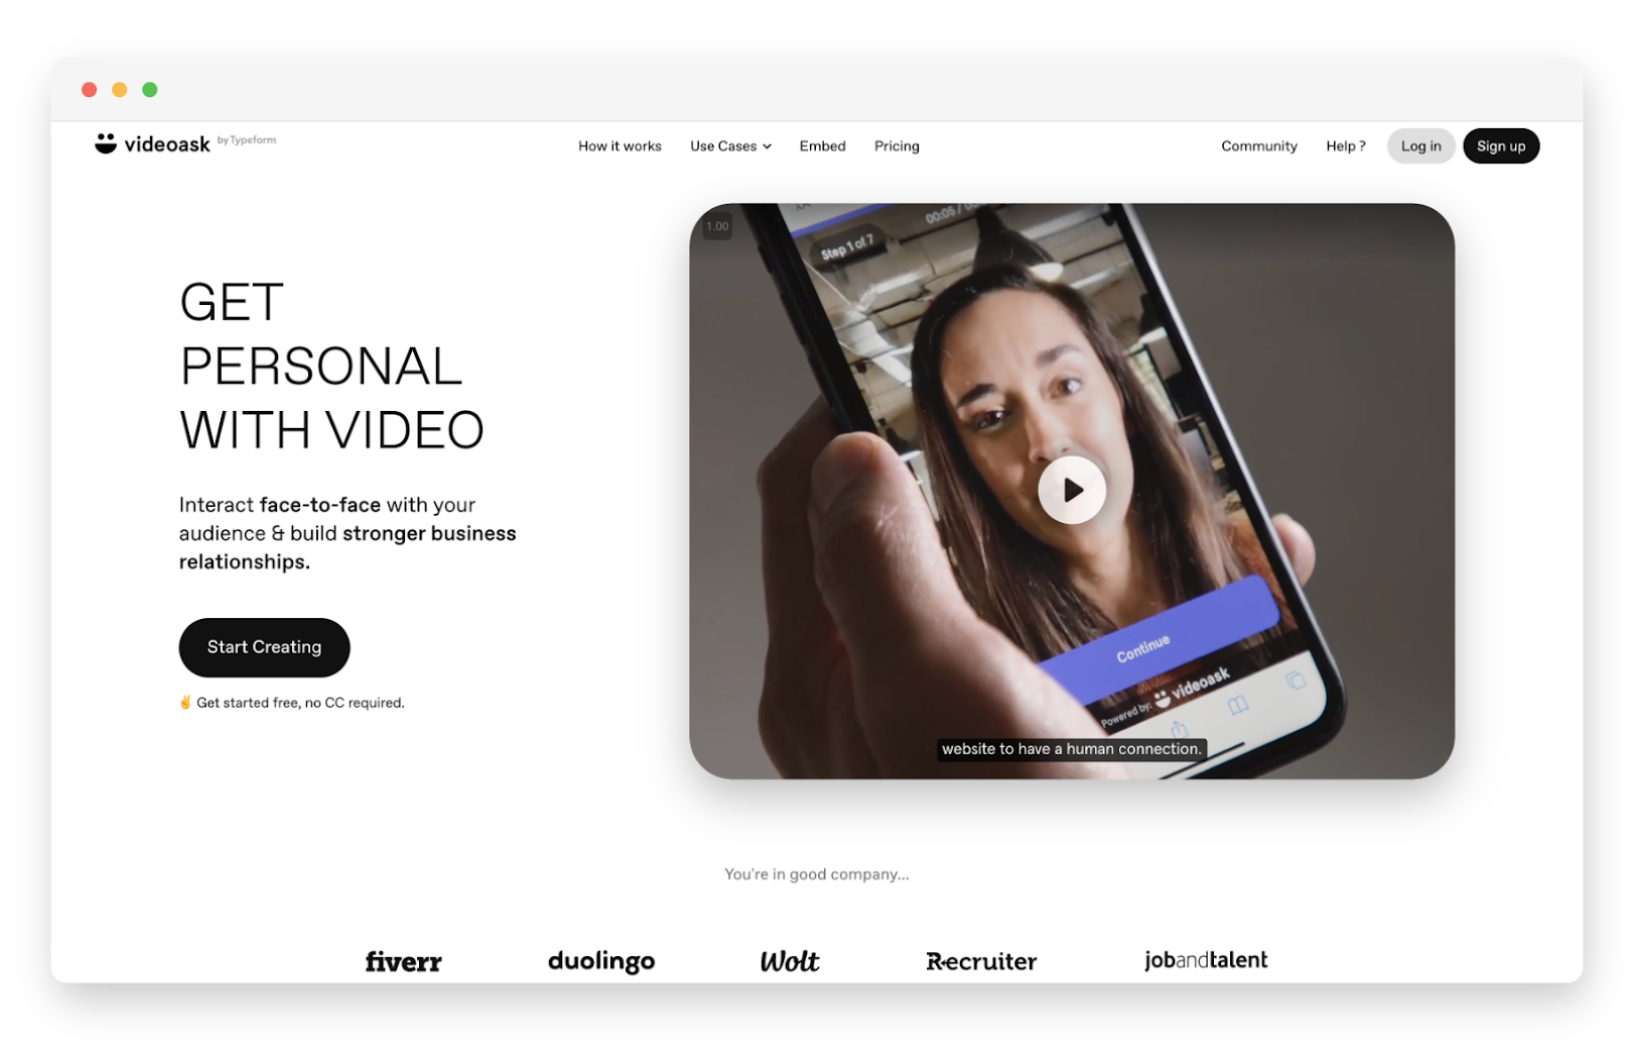 videoask by Typeform
How it works
Use Cases
Embed
Pricing
Community
Help ?
Log in
Sign up
GET
PERSONAL
WITH VIDEO
Interact face-to-face with your
audience & build stronger business
relationships.
Start Creating
✌️ Get started free, no CC required.
1.00
00:05 /
Step 1 of 7
Continue
Powered by: videoask
website to have a human connection.
You're in good company...
fiverr
duolingo
Wolt
Recruiter
jobandtalent